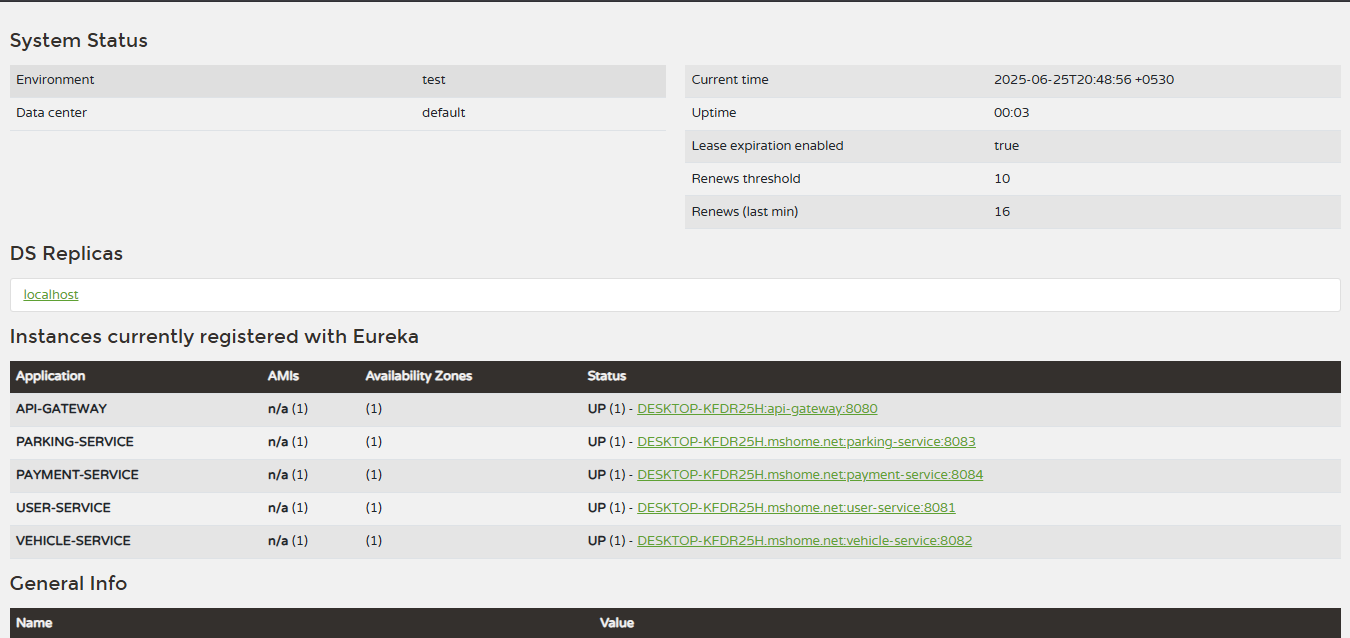 System Status
Environment test
Data center default
Current time 2025-06-25T20:48:56 +0530
Uptime 00:03
Lease expiration enabled true
Renews threshold 10
Renews (last min) 16
DS Replicas
localhost
Instances currently registered with Eureka
Application AMIs Availability Zones Status
API-GATEWAY n/a (1) (1) UP (1) - DESKTOP-KFDR25H:api-gateway:8080
PARKING-SERVICE n/a (1) (1) UP (1) - DESKTOP-KFDR25H.mshome.net:parking-service:8083
PAYMENT-SERVICE n/a (1) (1) UP (1) - DESKTOP-KFDR25H.mshome.net:payment-service:8084
USER-SERVICE n/a (1) (1) UP (1) - DESKTOP-KFDR25H.mshome.net:user-service:8081
VEHICLE-SERVICE n/a (1) (1) UP (1) - DESKTOP-KFDR25H.mshome.net:vehicle-service:8082
General Info
Name Value